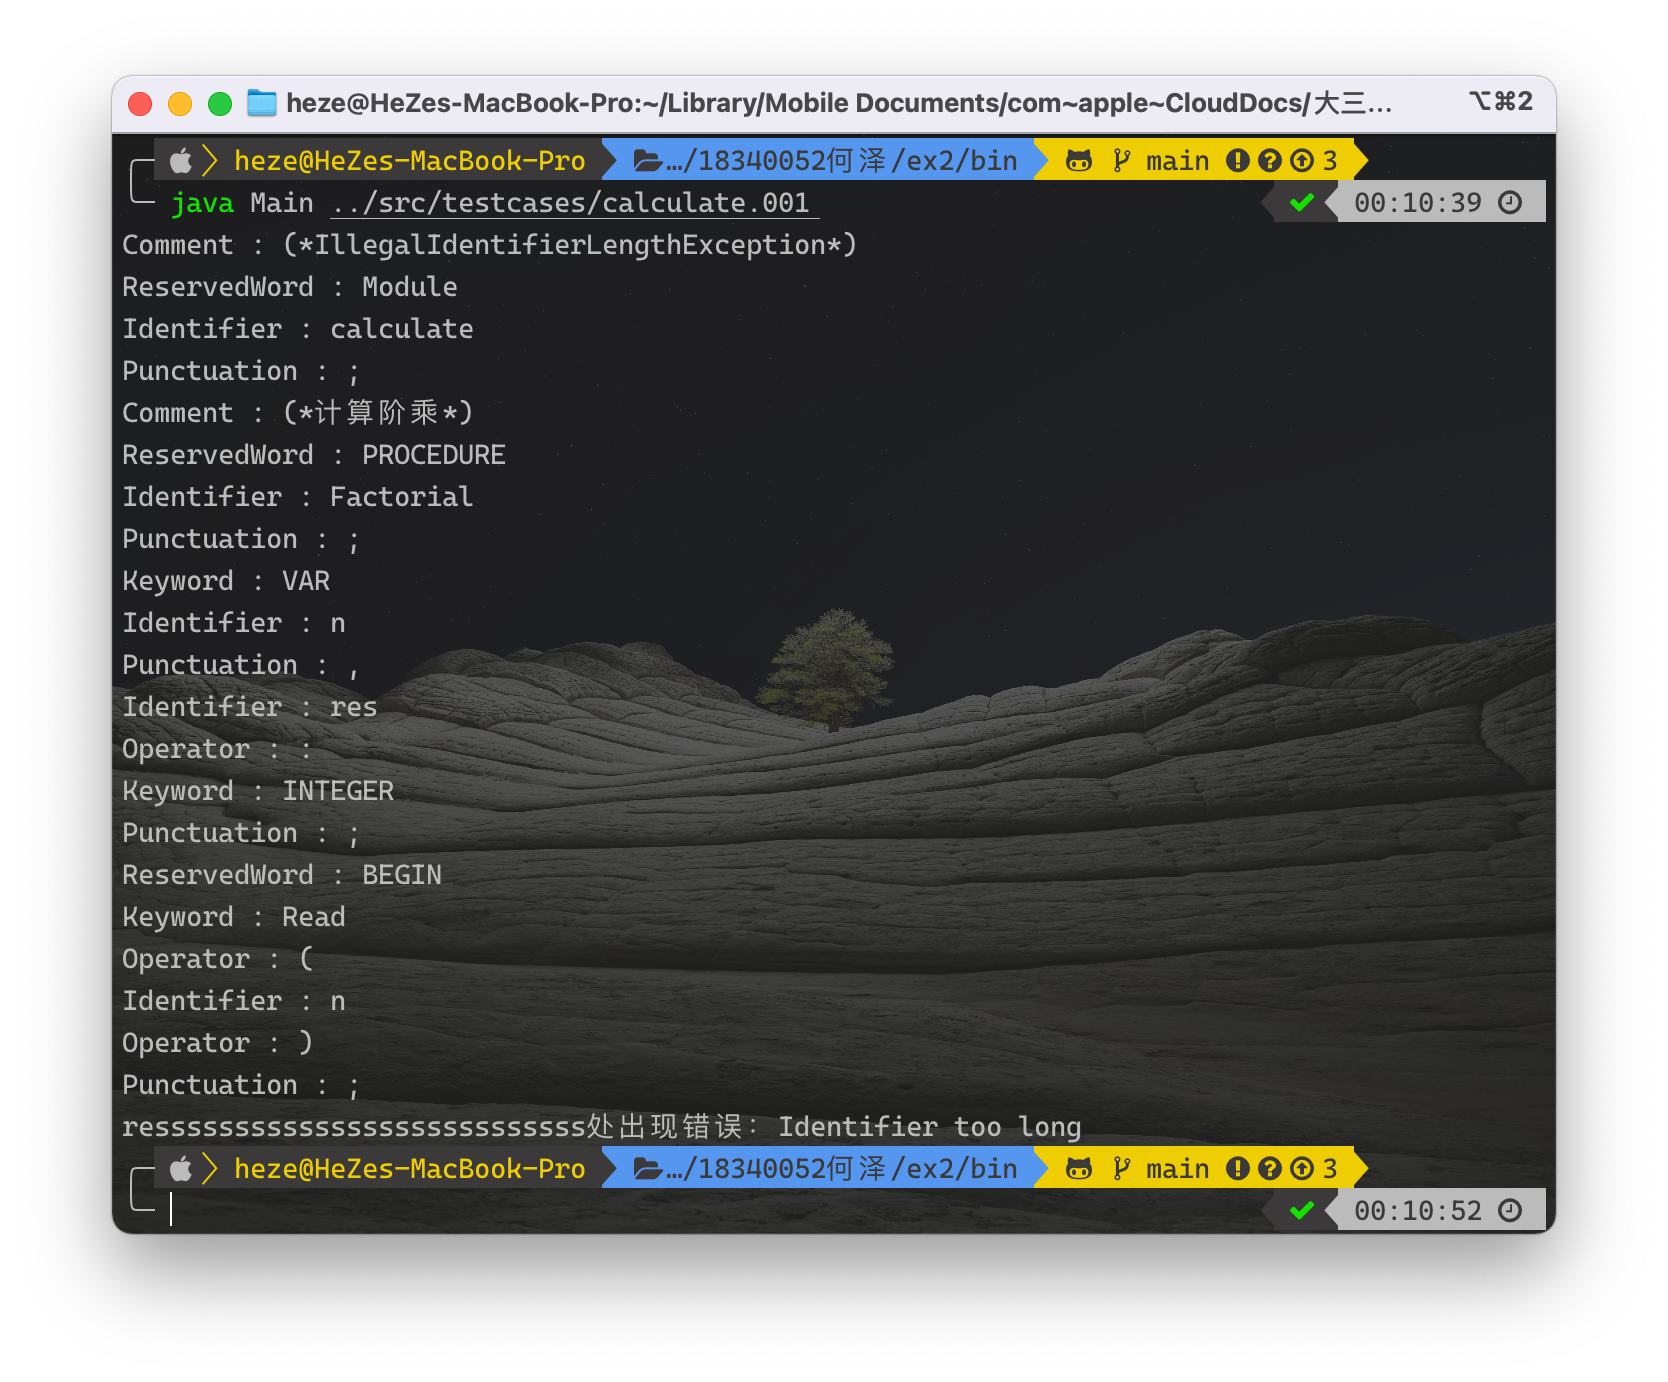 heze@HeZes-MacBook-Pro:~/Library/Mobile Documents/com~apple~CloudDocs/大三… ⌥⌘2
heze@HeZes-MacBook-Pro …/18340052何泽/ex2/bin main 3
java Main ../src/testcases/calculate.001 00:10:39
Comment : (*IllegalIdentifierLengthException*)
ReservedWord : Module
Identifier : calculate
Punctuation : ;
Comment : (*计算阶乘*)
ReservedWord : PROCEDURE
Identifier : Factorial
Punctuation : ;
Keyword : VAR
Identifier : n
Punctuation : ,
Identifier : res
Operator : :
Keyword : INTEGER
Punctuation : ;
ReservedWord : BEGIN
Keyword : Read
Operator : (
Identifier : n
Operator : )
Punctuation : ;
resssssssssssssssssssssssssss处出现错误: Identifier too long
heze@HeZes-MacBook-Pro …/18340052何泽/ex2/bin main 3
00:10:52